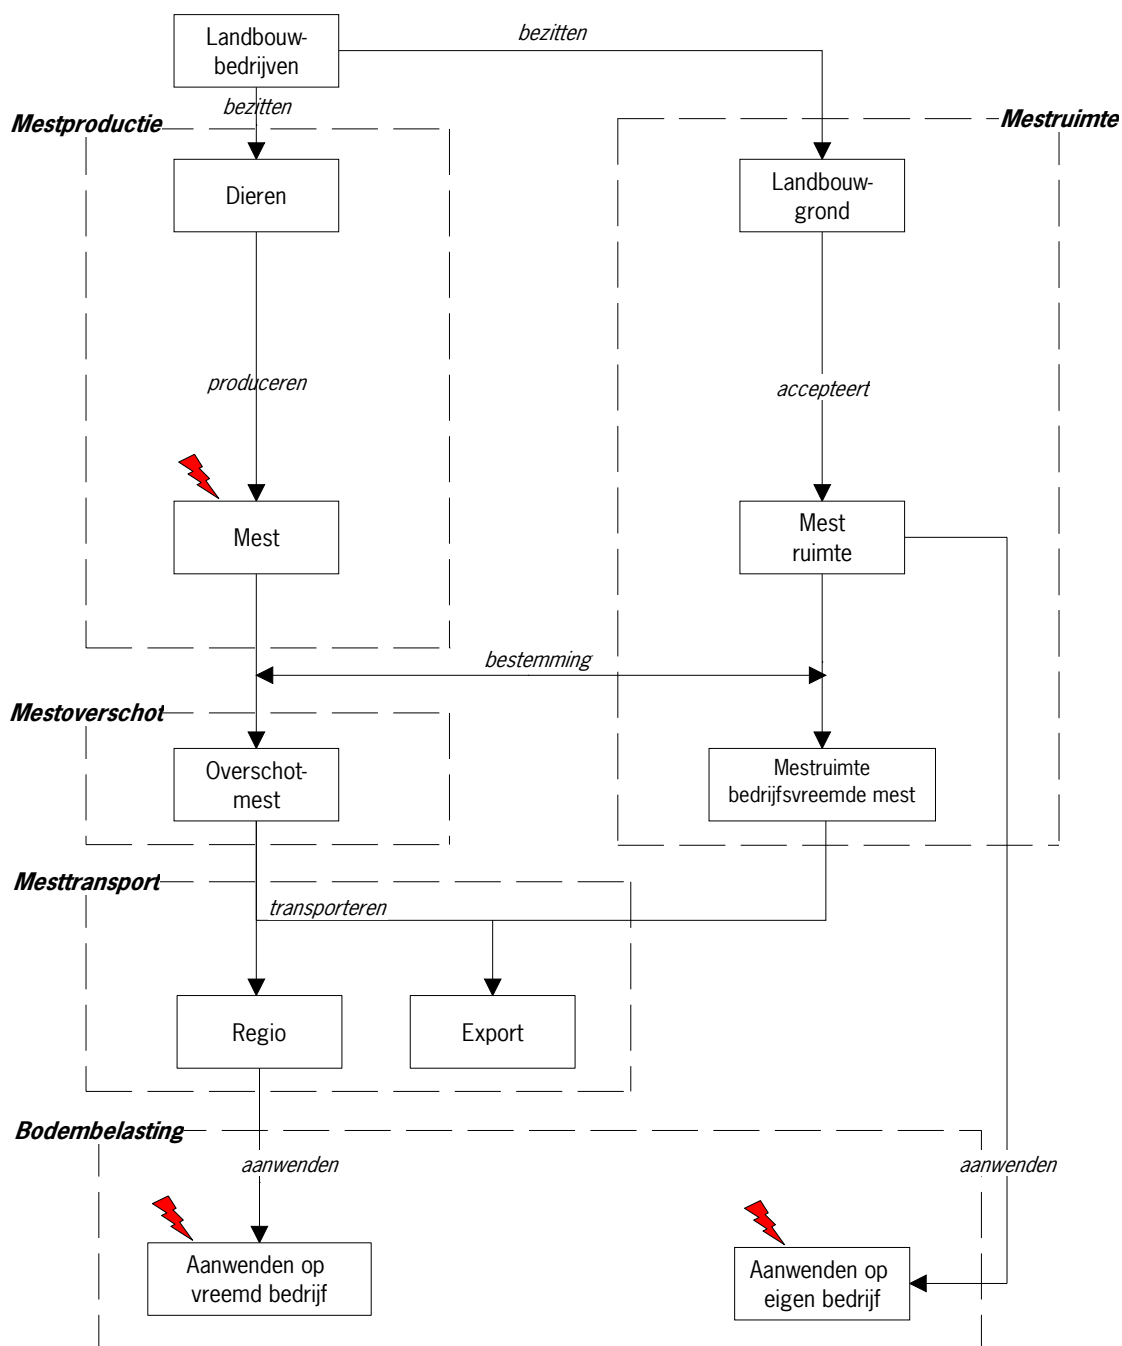 Landbouw-
bedrijven
bezitten
bezitten
Mestproductie
Mestruimte
Dieren
Landbouw-
grond
produceren
accepteert
Mest
Mest
ruimte
bestemming
Mestoverschot
Overschot-
mest
Mestruimte
bedrijfsvreemde mest
Mesttransport
transporteren
Regio
Export
Bodembelasting
aanwenden
aanwenden
Aanwenden op
vreemd bedrijf
Aanwenden op
eigen bedrijf